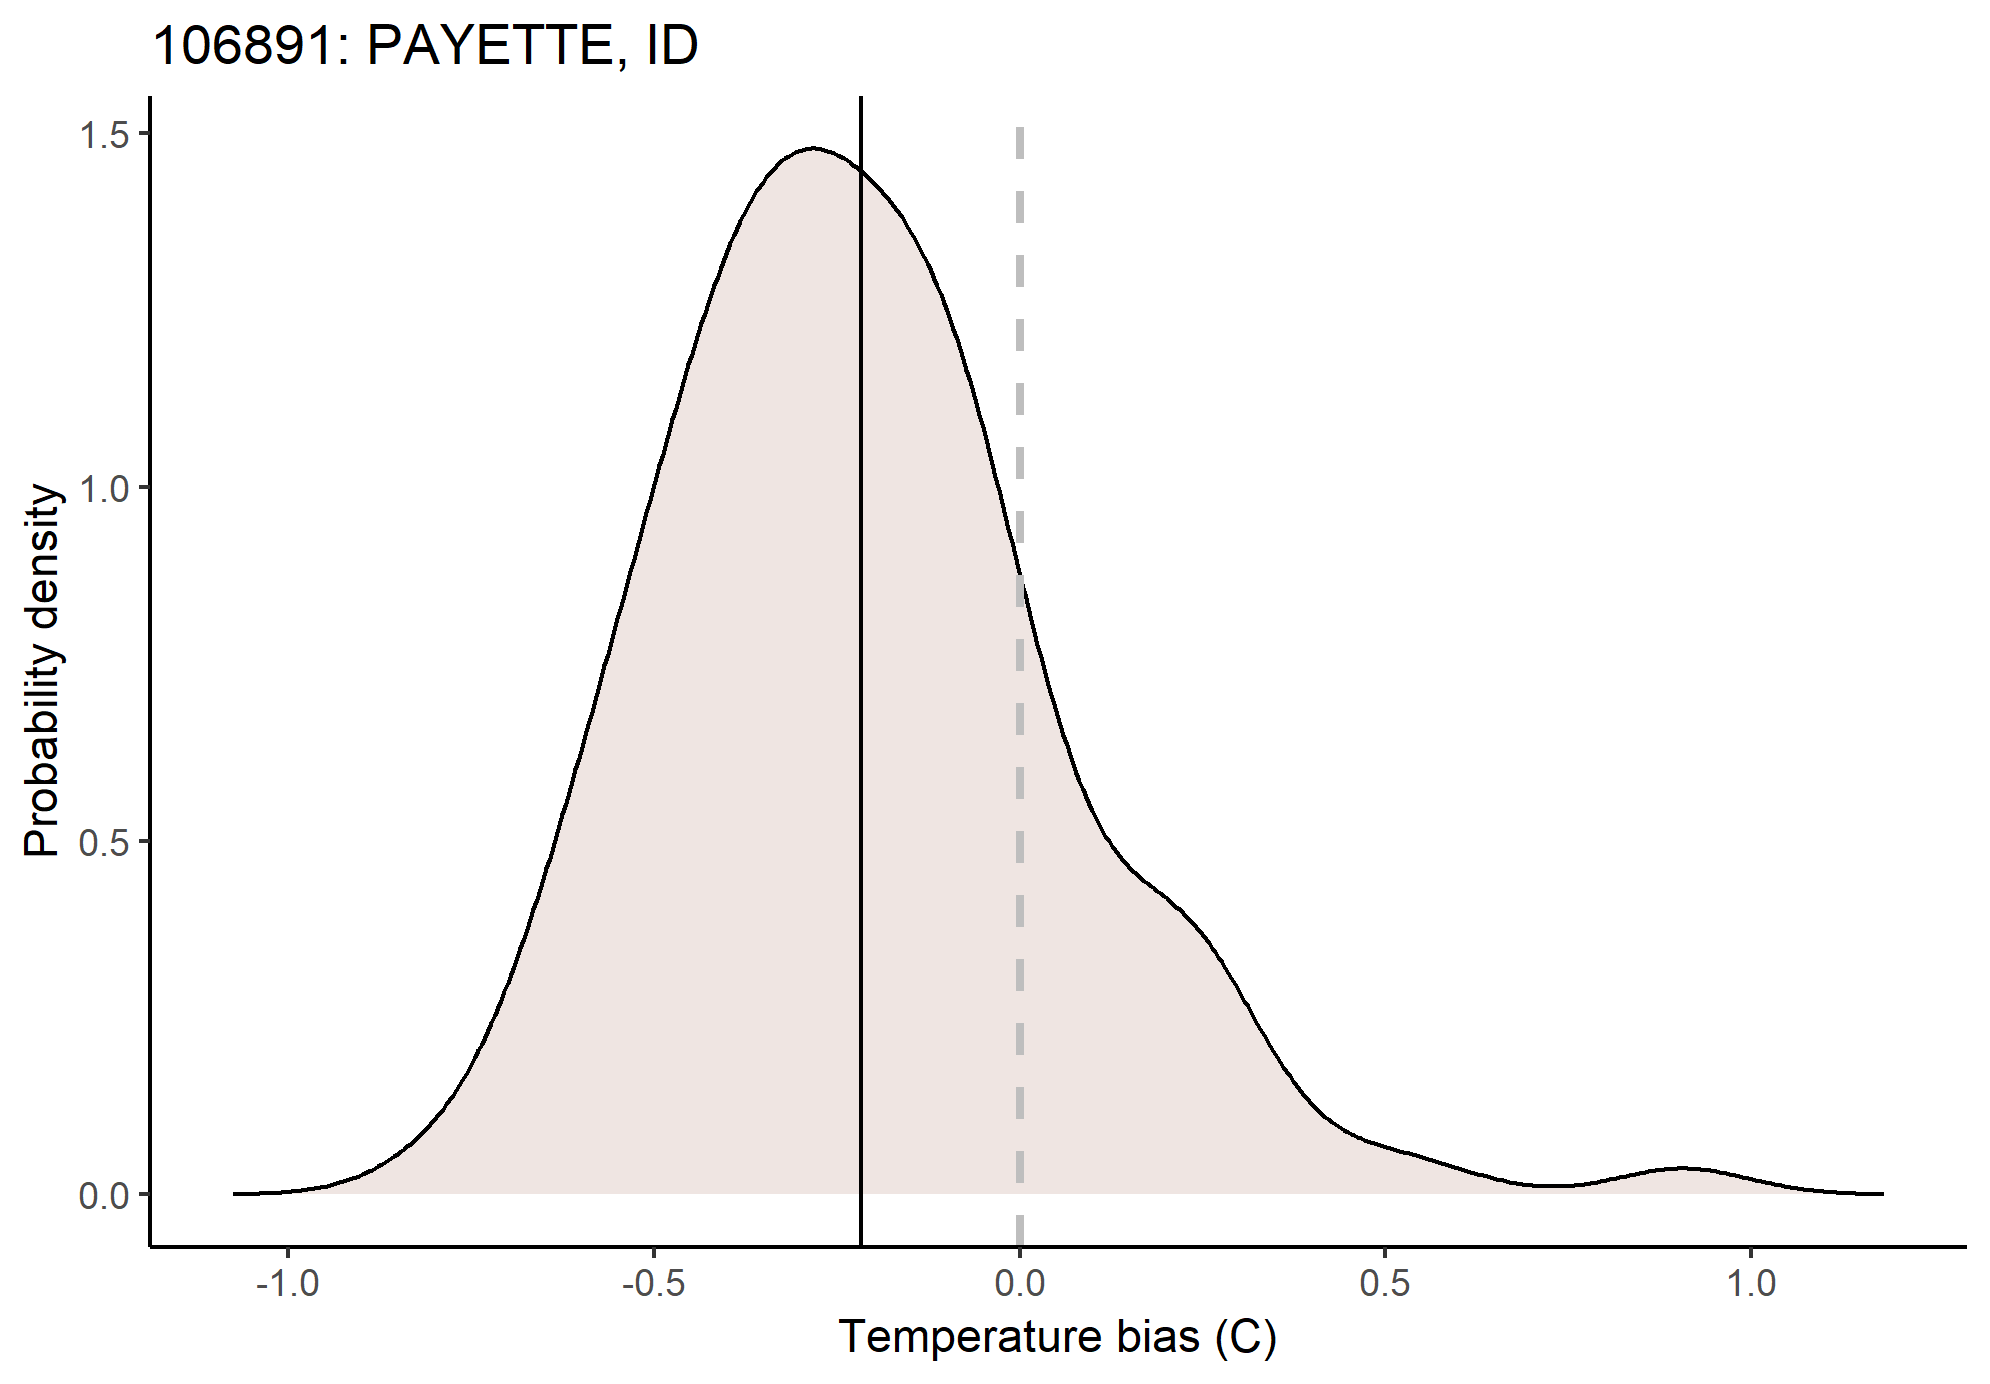 106891: PAYETTE, ID
Probability density
1.5
1.0
0.5
0.0
-1.0 -0.5 0.0 0.5 1.0
Temperature bias (C)